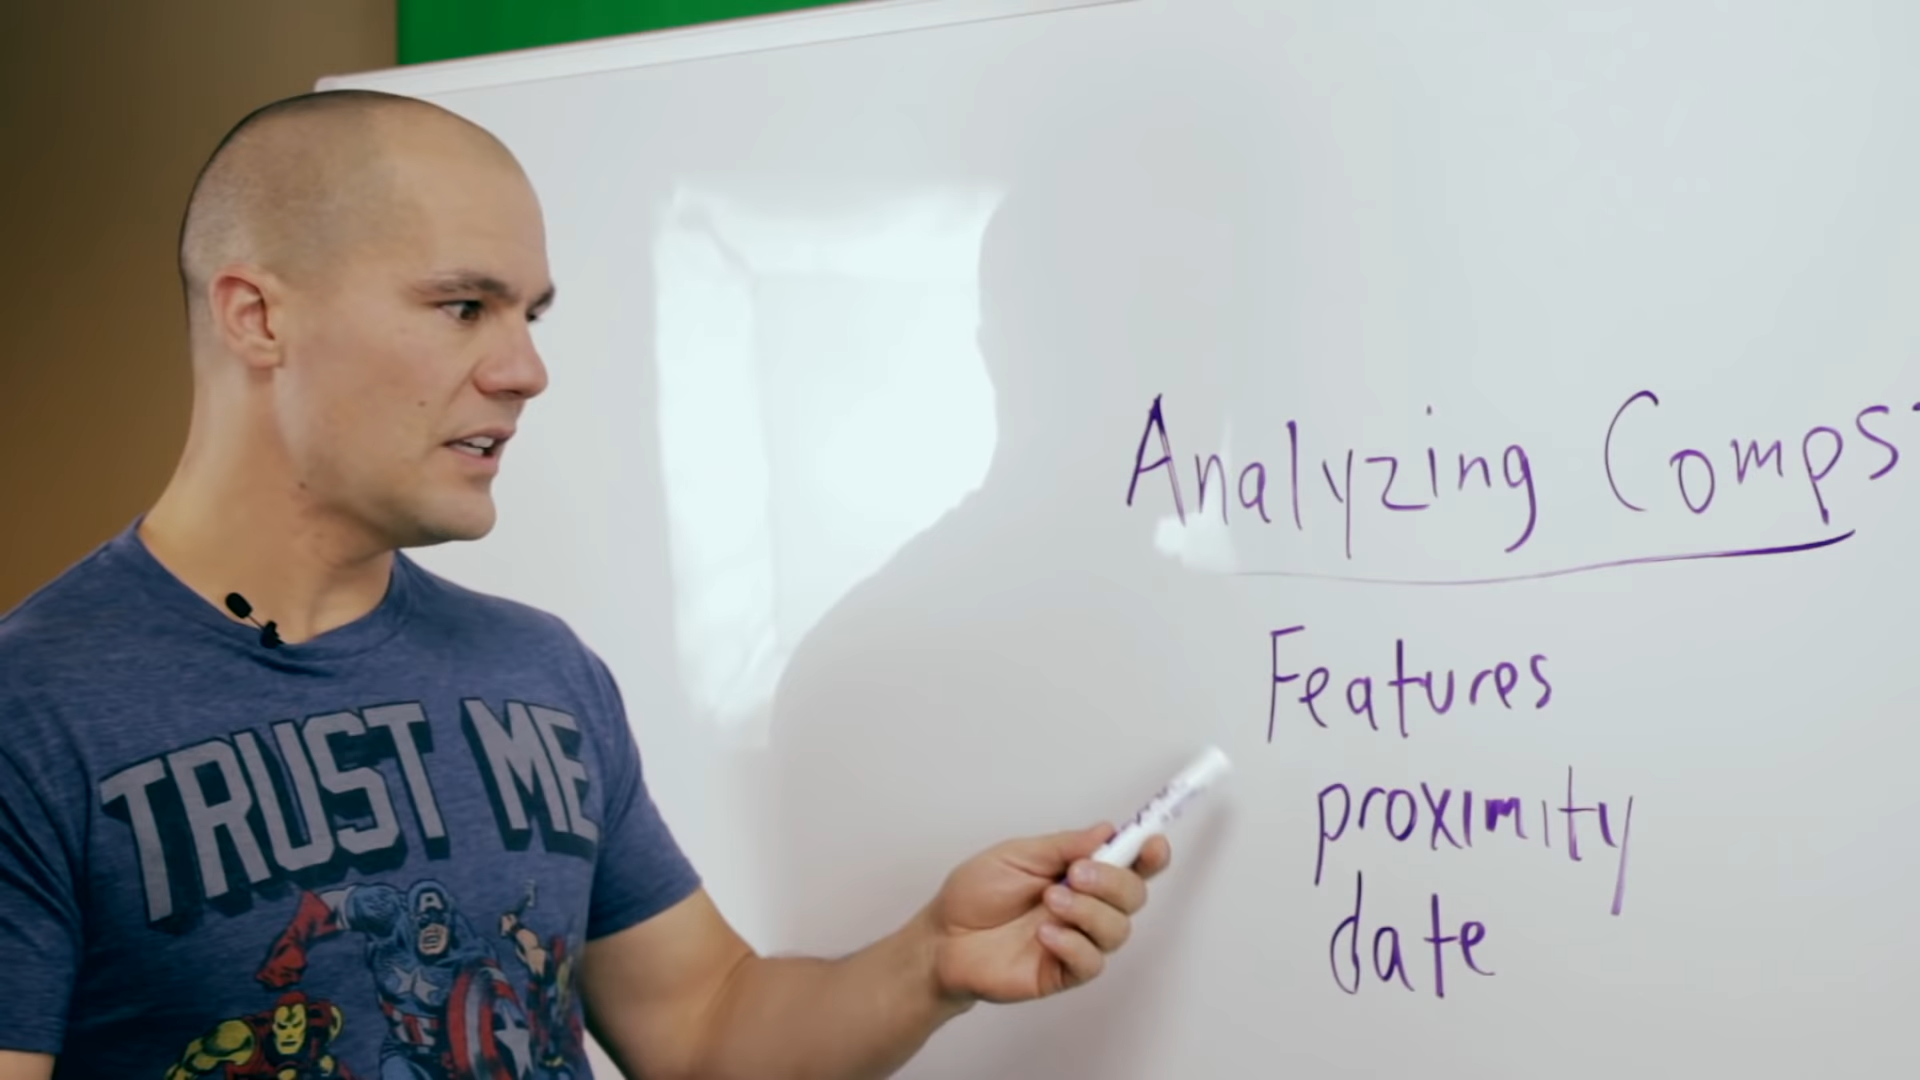 Analyzing Comps
Features
proximity
date
TRUST ME
A